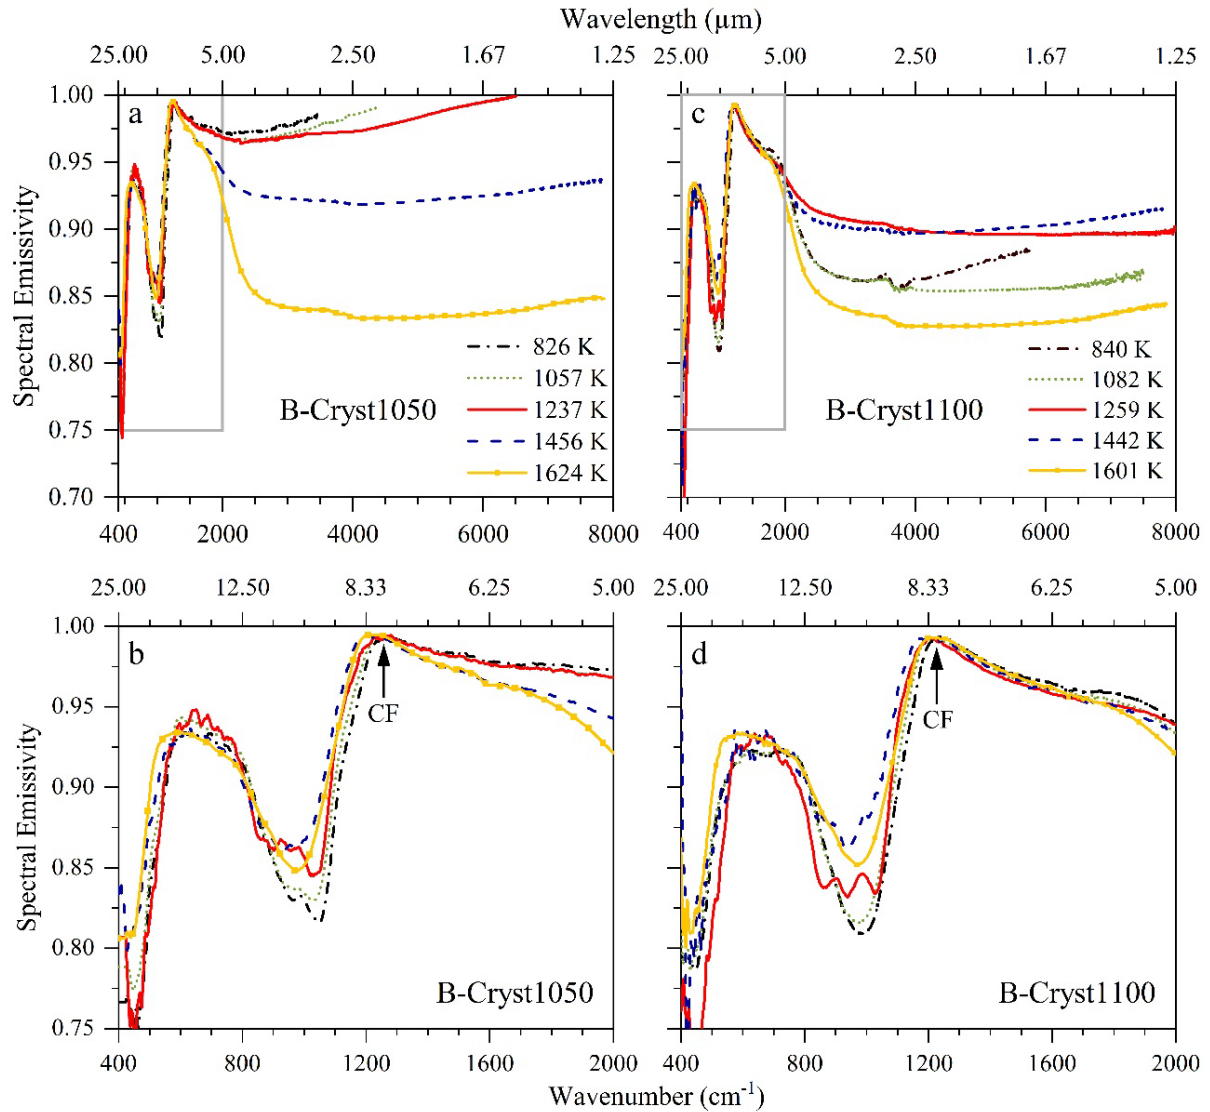 Wavelength (µm)
25.00 5.00 2.50 1.67 1.25 25.00 5.00 2.50 1.67 1.25
Spectral Emissivity
1.00
0.95
0.90
0.85
0.80
0.75
0.70
a
826 K
1057 K
1237 K
1456 K
1624 K
B-Cryst1050
400 2000 4000 6000 8000
c
840 K
1082 K
1259 K
1442 K
1601 K
B-Cryst1100
400 2000 4000 6000 8000
25.00 12.50 8.33 6.25 5.00 25.00 12.50 8.33 6.25 5.00
Spectral Emissivity
1.00
0.95
0.90
0.85
0.80
0.75
b
CF
B-Cryst1050
400 800 1200 1600 2000
d
CF
B-Cryst1100
400 800 1200 1600 2000
Wavenumber (cm⁻¹)